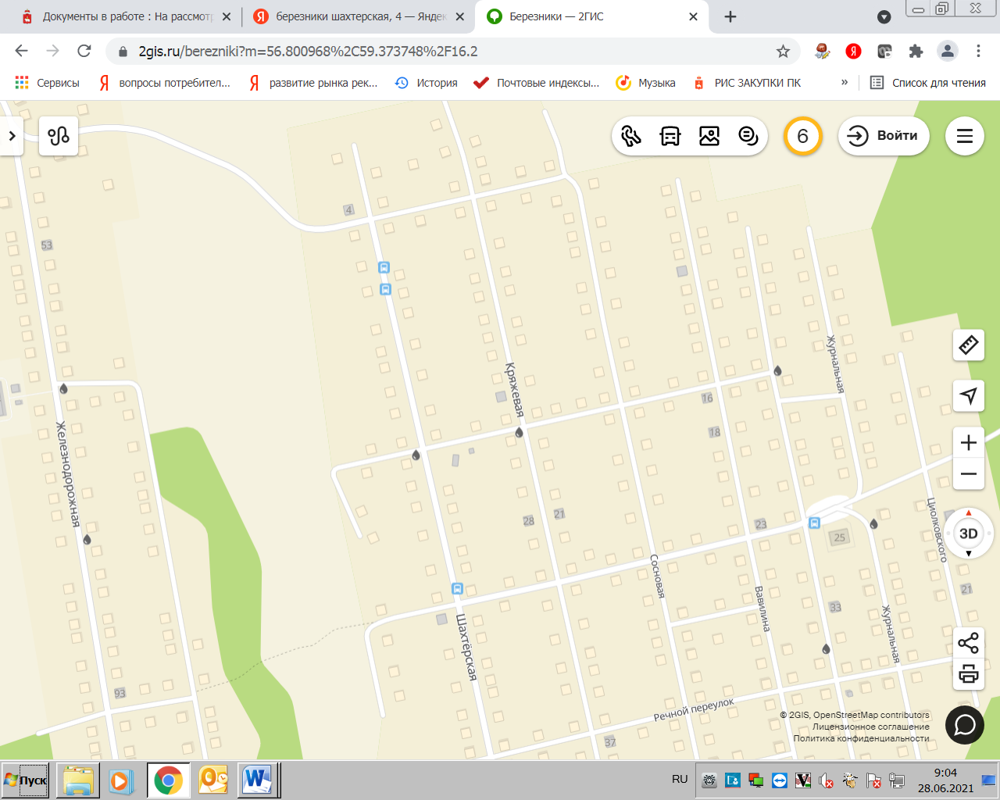 Документы в работе : На рассмотр
березники шахтерская, 4 — Яндек
Березники — 2ГИС
2gis.ru/berezniki?m=56.800968%2C59.373748%2F16.2
Сервисы
вопросы потребител...
развитие рынка рек...
История
Почтовые индексы...
Музыка
РИС ЗАКУПКИ ПК
»
Список для чтения
6
Войти
4
53
Журнальная
Кряжевая
16
18
Железнодорожная
28
21
23
25
Циолковского
3D
Сосновая
Вавилина
33
21
Журнальная
Шахтёрская
93
Речной переулок
37
© 2GIS, OpenStreetMap contributors
Лицензионное соглашение
Политика конфиденциальности
Пуск
RU
9:04
28.06.2021